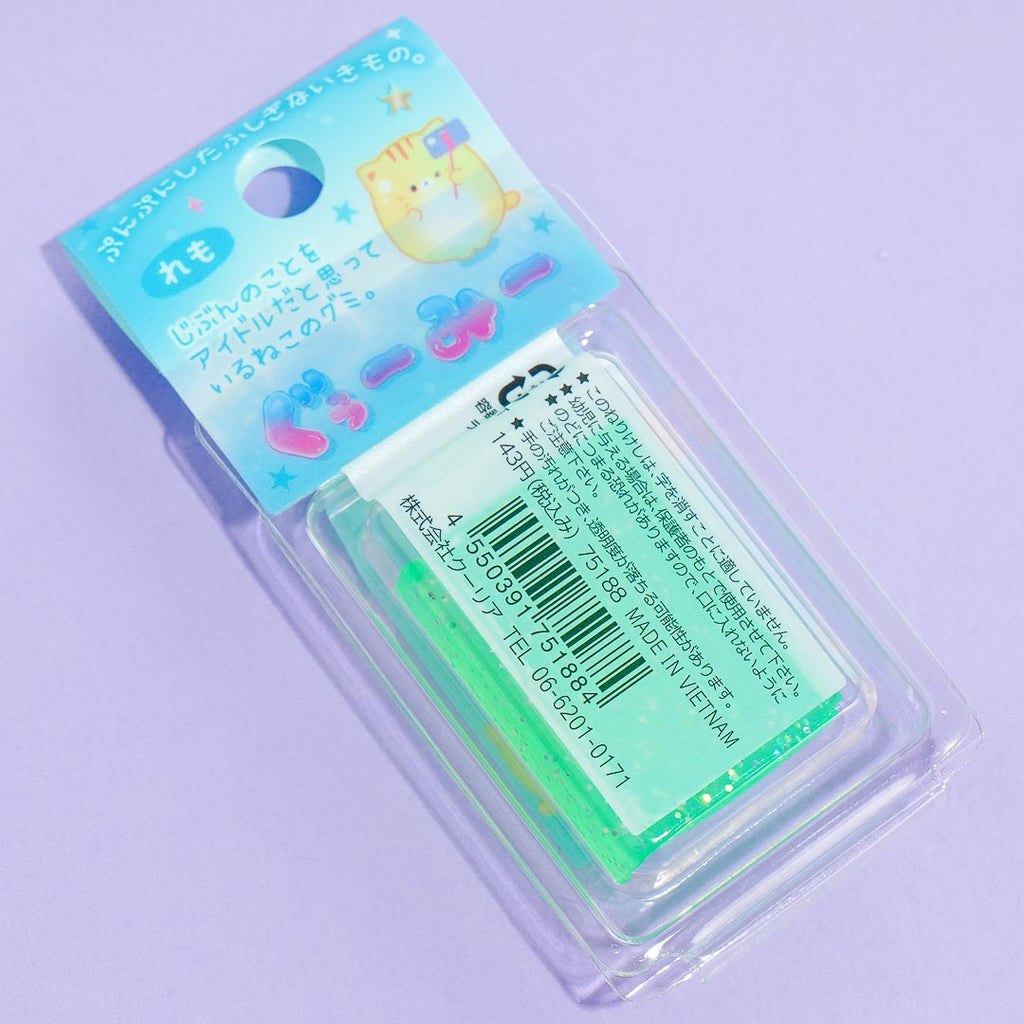 ぷにぷにしたふしぎないきもの。
れも
じぶんのことを
アイドルだと思って
いるねこのグミ。
ぐーみー
★このねりけしは、字を消すことに適していません。
★幼児に与える場合は、保護者のもとで使用させて下さい。
★のどにつまる恐れがありますので、口に入れないように
ご注意下さい。
★手の汚れがつき、透明度が落ちる可能性があります。
143円(税込み) 75188 MADE IN VIETNAM
4 550391 751884
株式会社クーリア TEL 06-6201-0171